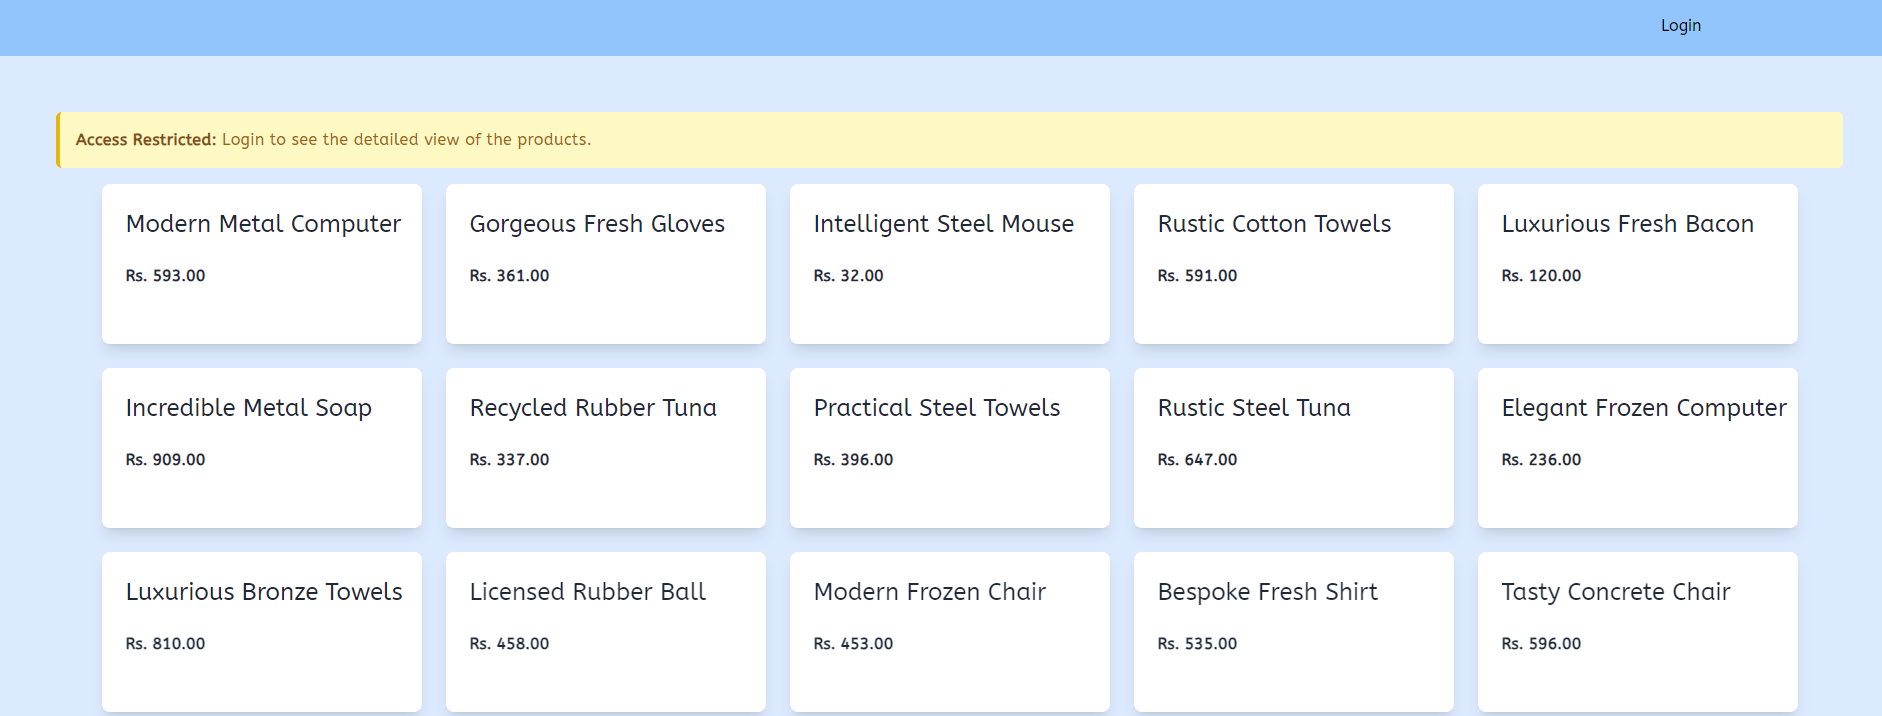 Login
Access Restricted: Login to see the detailed view of the products.
Modern Metal Computer
Rs. 593.00
Gorgeous Fresh Gloves
Rs. 361.00
Intelligent Steel Mouse
Rs. 32.00
Rustic Cotton Towels
Rs. 591.00
Luxurious Fresh Bacon
Rs. 120.00
Incredible Metal Soap
Rs. 909.00
Recycled Rubber Tuna
Rs. 337.00
Practical Steel Towels
Rs. 396.00
Rustic Steel Tuna
Rs. 647.00
Elegant Frozen Computer
Rs. 236.00
Luxurious Bronze Towels
Rs. 810.00
Licensed Rubber Ball
Rs. 458.00
Modern Frozen Chair
Rs. 453.00
Bespoke Fresh Shirt
Rs. 535.00
Tasty Concrete Chair
Rs. 596.00